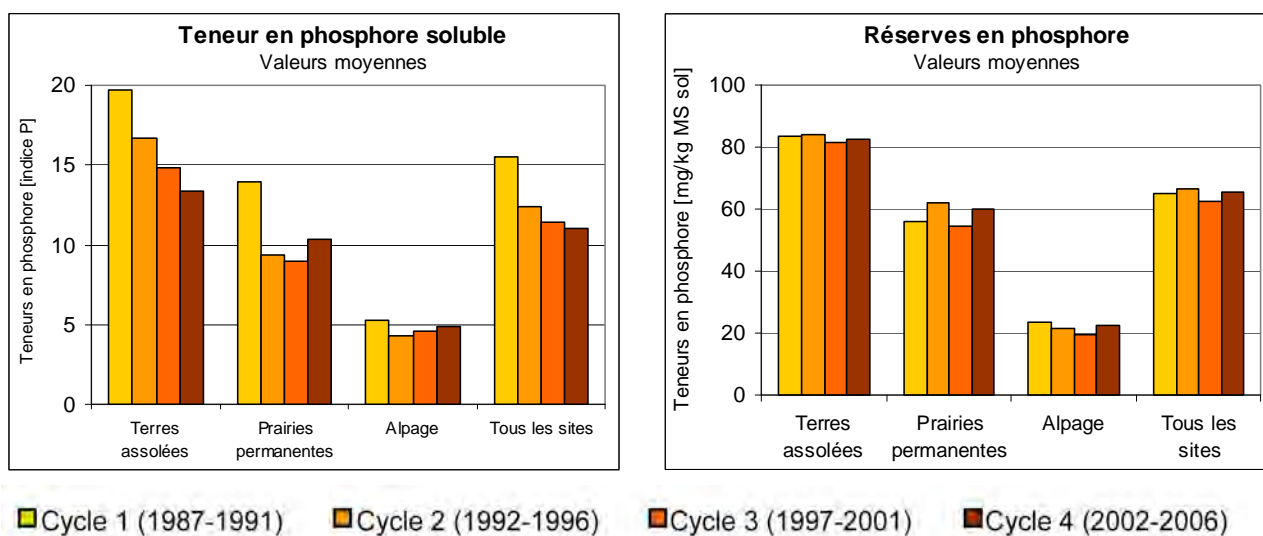 Teneur en phosphore soluble
Valeurs moyennes
Teneurs en phosphore [indice P]
20
15
10
5
0
Terres
assolées
Prairies
permanentes
Alpage
Tous les sites
Réserves en phosphore
Valeurs moyennes
Teneurs en phosphore [mg/kg MS sol]
100
80
60
40
20
0
Terres
assolées
Prairies
permanentes
Alpage
Tous les
sites
Cycle 1 (1987-1991)
Cycle 2 (1992-1996)
Cycle 3 (1997-2001)
Cycle 4 (2002-2006)